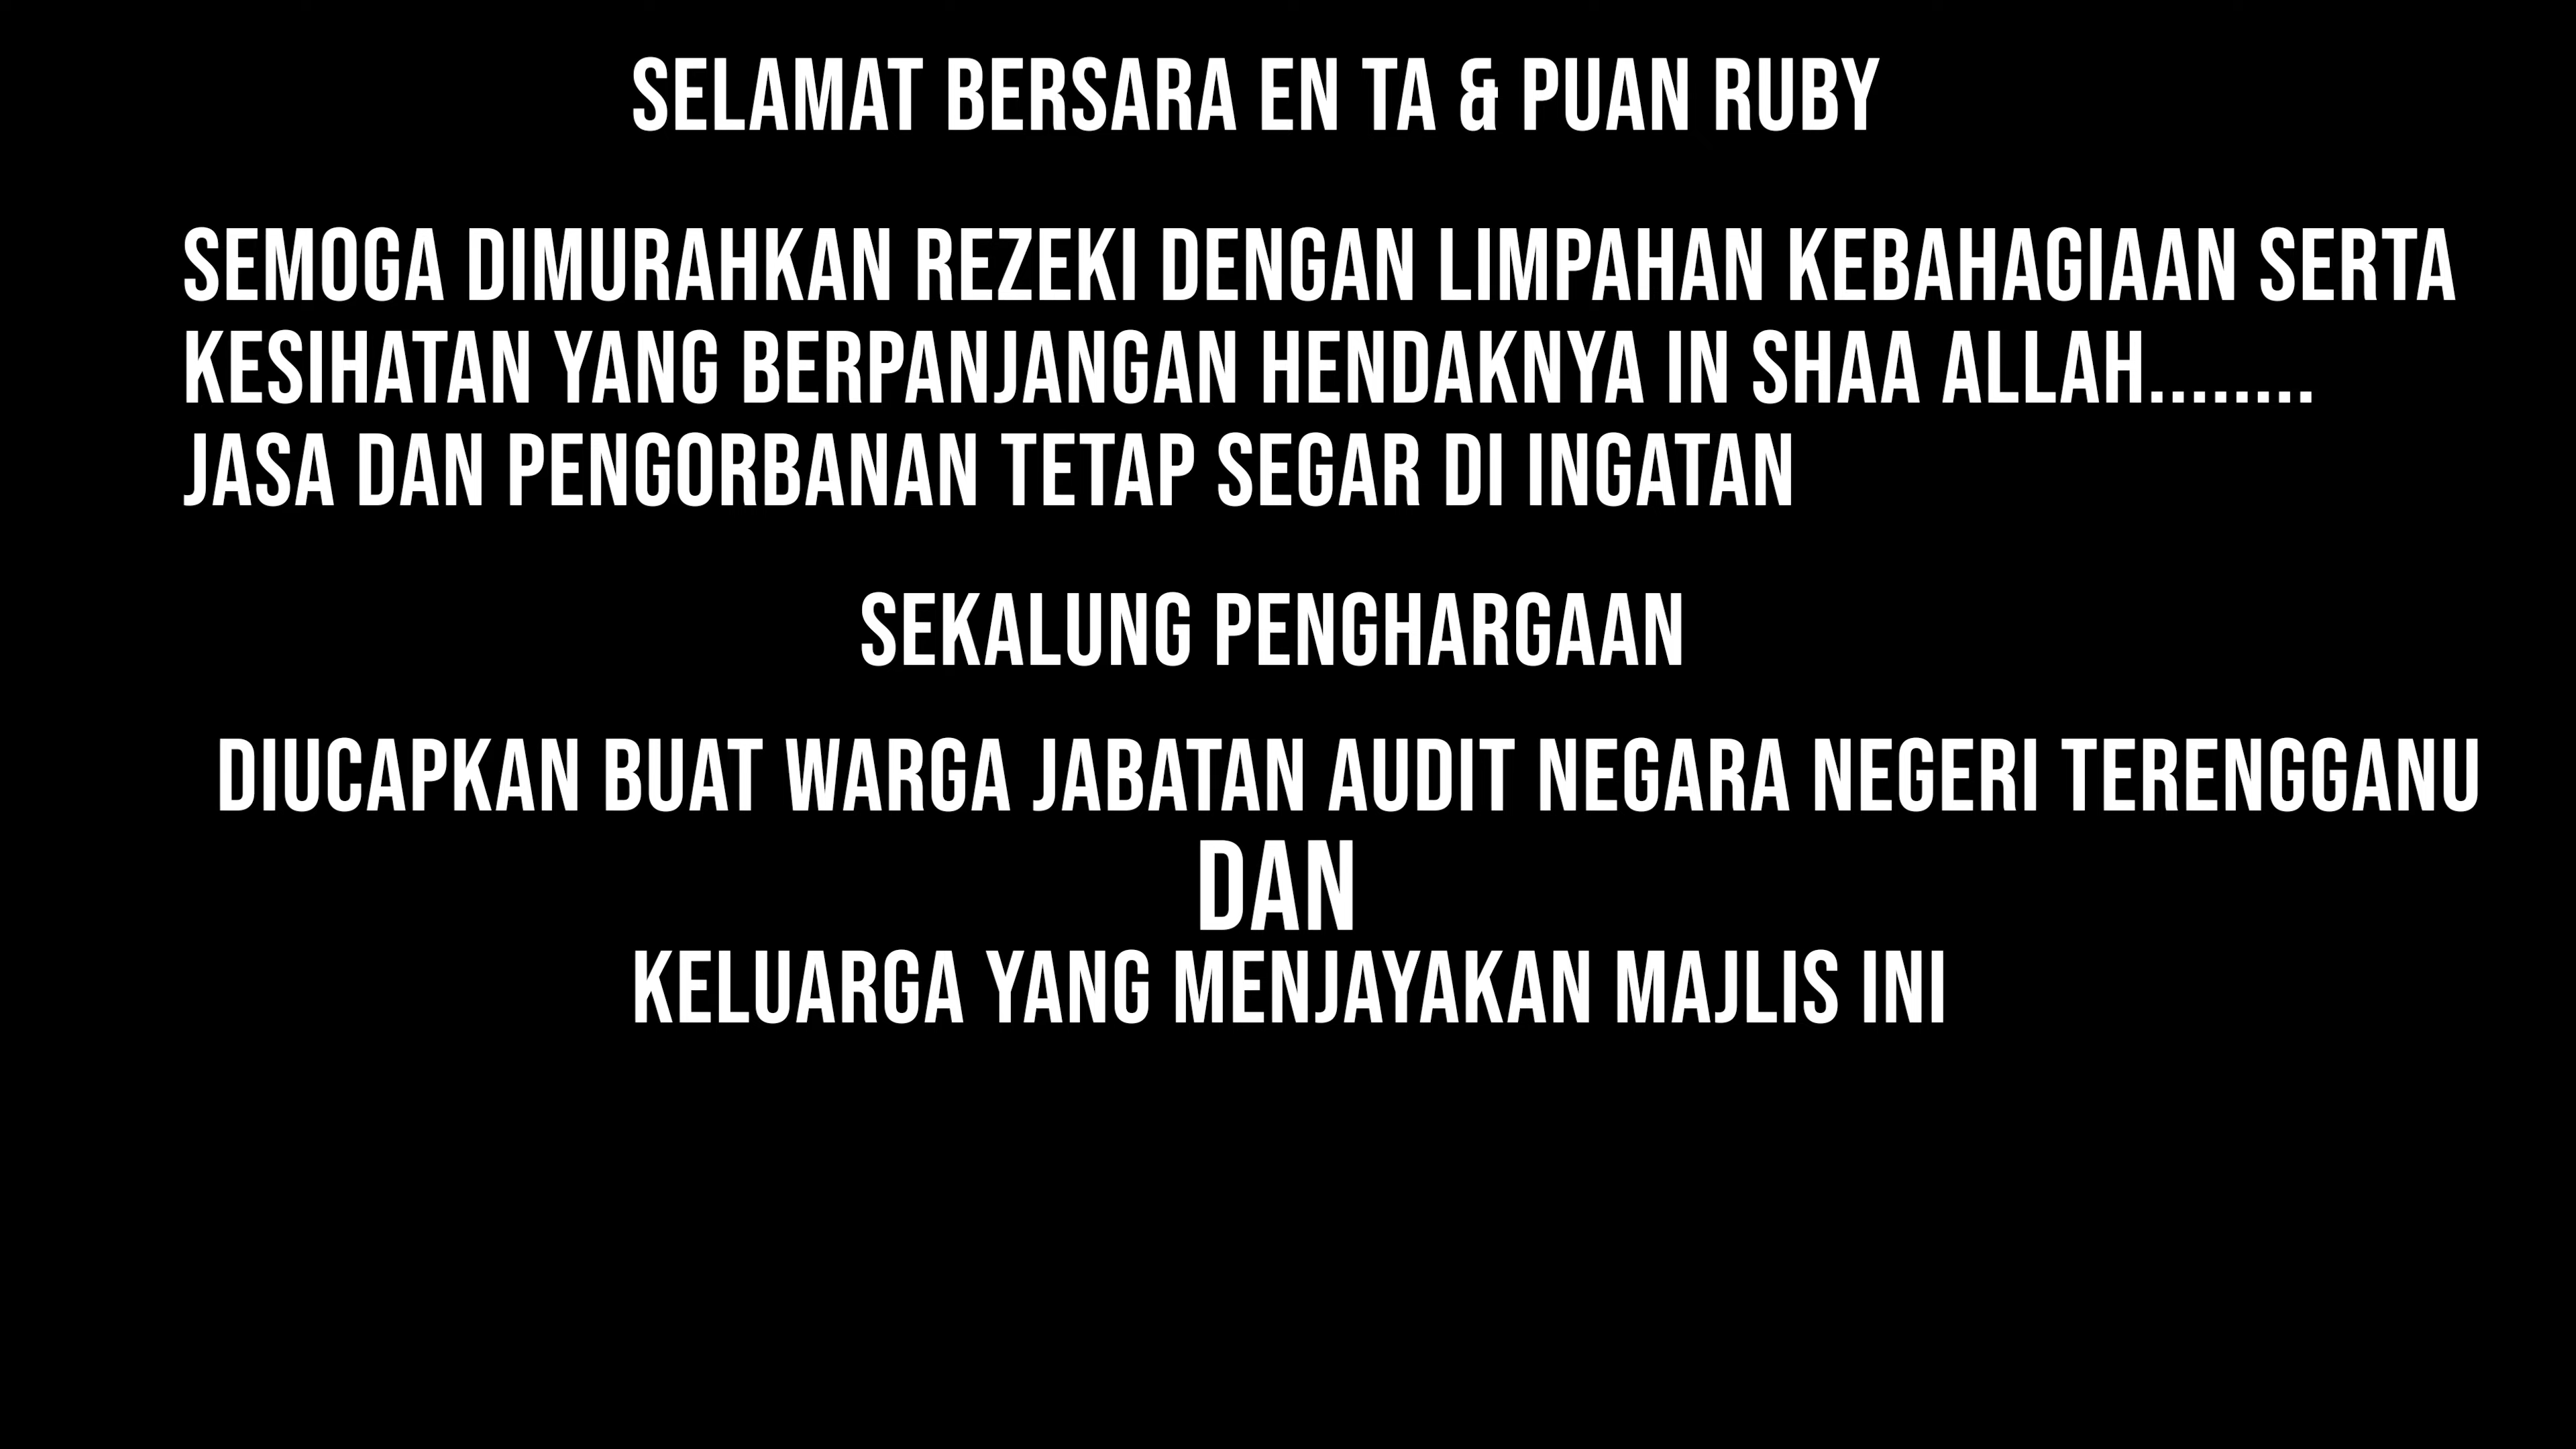 SELAMAT BERSARA EN TA & PUAN RUBY
SEMOGA DIMURAHKAN REZEKI DENGAN LIMPAHAN KEBAHAGIAAN SERTA
KESIHATAN YANG BERPANJANGAN HENDAKNYA IN SHAA ALLAH........
JASA DAN PENGORBANAN TETAP SEGAR DI INGATAN
SEKALUNG PENGHARGAAN
DIUCAPKAN BUAT WARGA JABATAN AUDIT NEGARA NEGERI TERENGGANU
DAN
KELUARGA YANG MENJAYAKAN MAJLIS INI